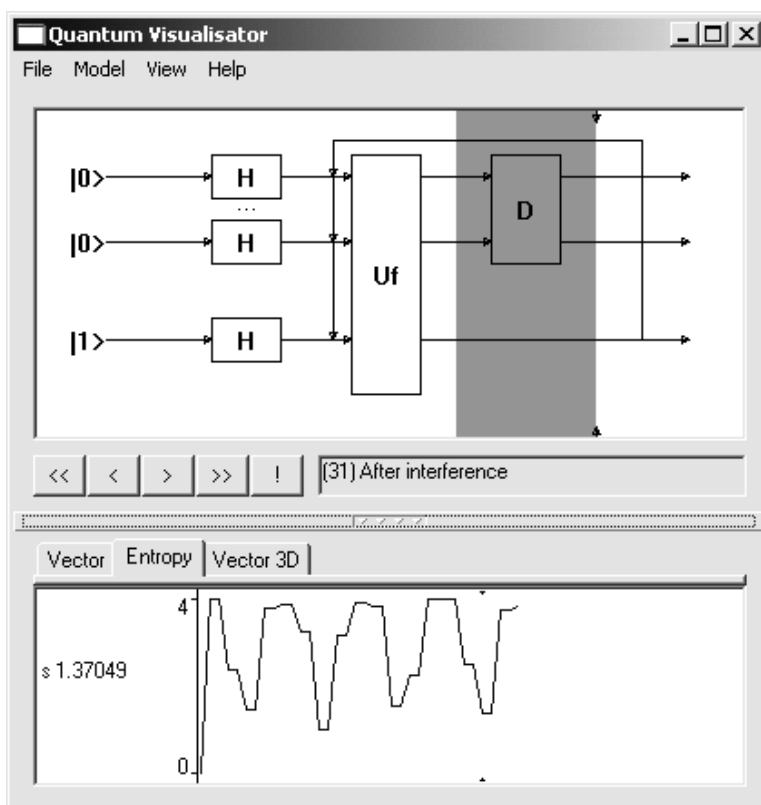 Quantum Visualisator
File Model View Help
|0> H
...
|0> H
D
Uf
|1> H
<< < > >> ! (31) After interference
Vector Entropy Vector 3D
4
s 1.37049
0